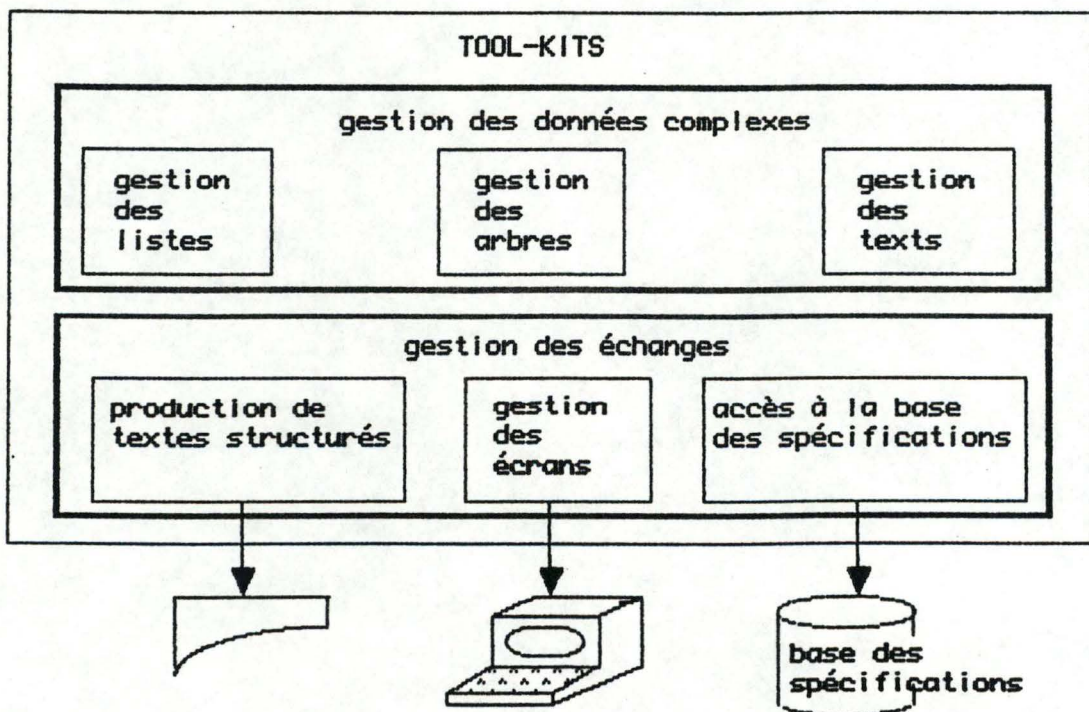 TOOL-KITS
gestion des données complexes
gestion
des
listes
gestion
des
arbres
gestion
des
texts
gestion des échanges
production de
textes structurés
gestion
des
écrans
accès à la base
des spécifications
base des
spécifications